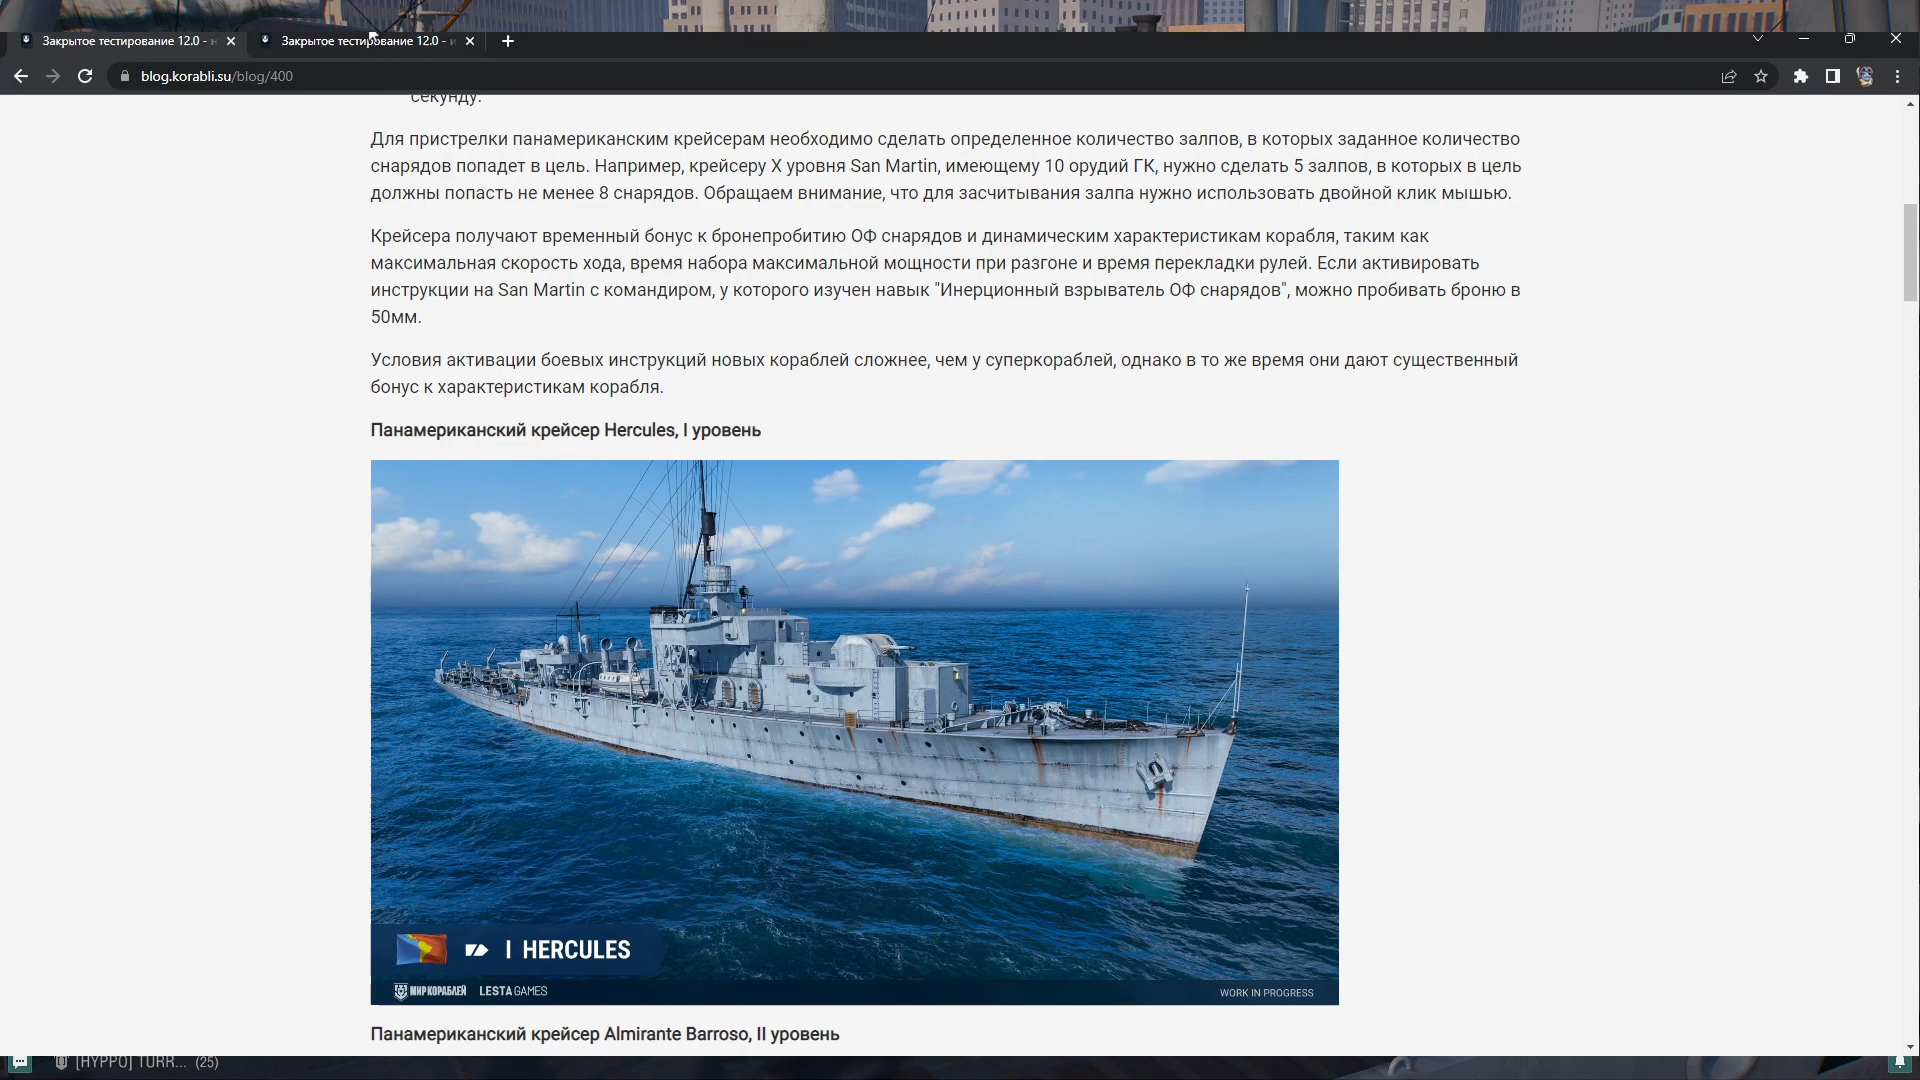 Закрытое тестирование 12.0 -
Закрытое тестирование 12.0 - и
blog.korabli.su/blog/400
секунду.
Для пристрелки панамериканским крейсерам необходимо сделать определенное количество залпов, в которых заданное количество
снарядов попадет в цель. Например, крейсеру X уровня San Martin, имеющему 10 орудий ГК, нужно сделать 5 залпов, в которых в цель
должны попасть не менее 8 снарядов. Обращаем внимание, что для засчитывания залпа нужно использовать двойной клик мышью.
Крейсера получают временный бонус к бронепробитию ОФ снарядов и динамическим характеристикам корабля, таким как
максимальная скорость хода, время набора максимальной мощности при разгоне и время перекладки рулей. Если активировать
инструкции на San Martin с командиром, у которого изучен навык "Инерционный взрыватель ОФ снарядов", можно пробивать броню в
50мм.
Условия активации боевых инструкций новых кораблей сложнее, чем у суперкораблей, однако в то же время они дают существенный
бонус к характеристикам корабля.
Панамериканский крейсер Hercules, I уровень
I HERCULES
МИР КОРАБЛЕЙ LESTA GAMES
WORK IN PROGRESS
Панамериканский крейсер Almirante Barroso, II уровень
[HYPPO] TURR... (25)